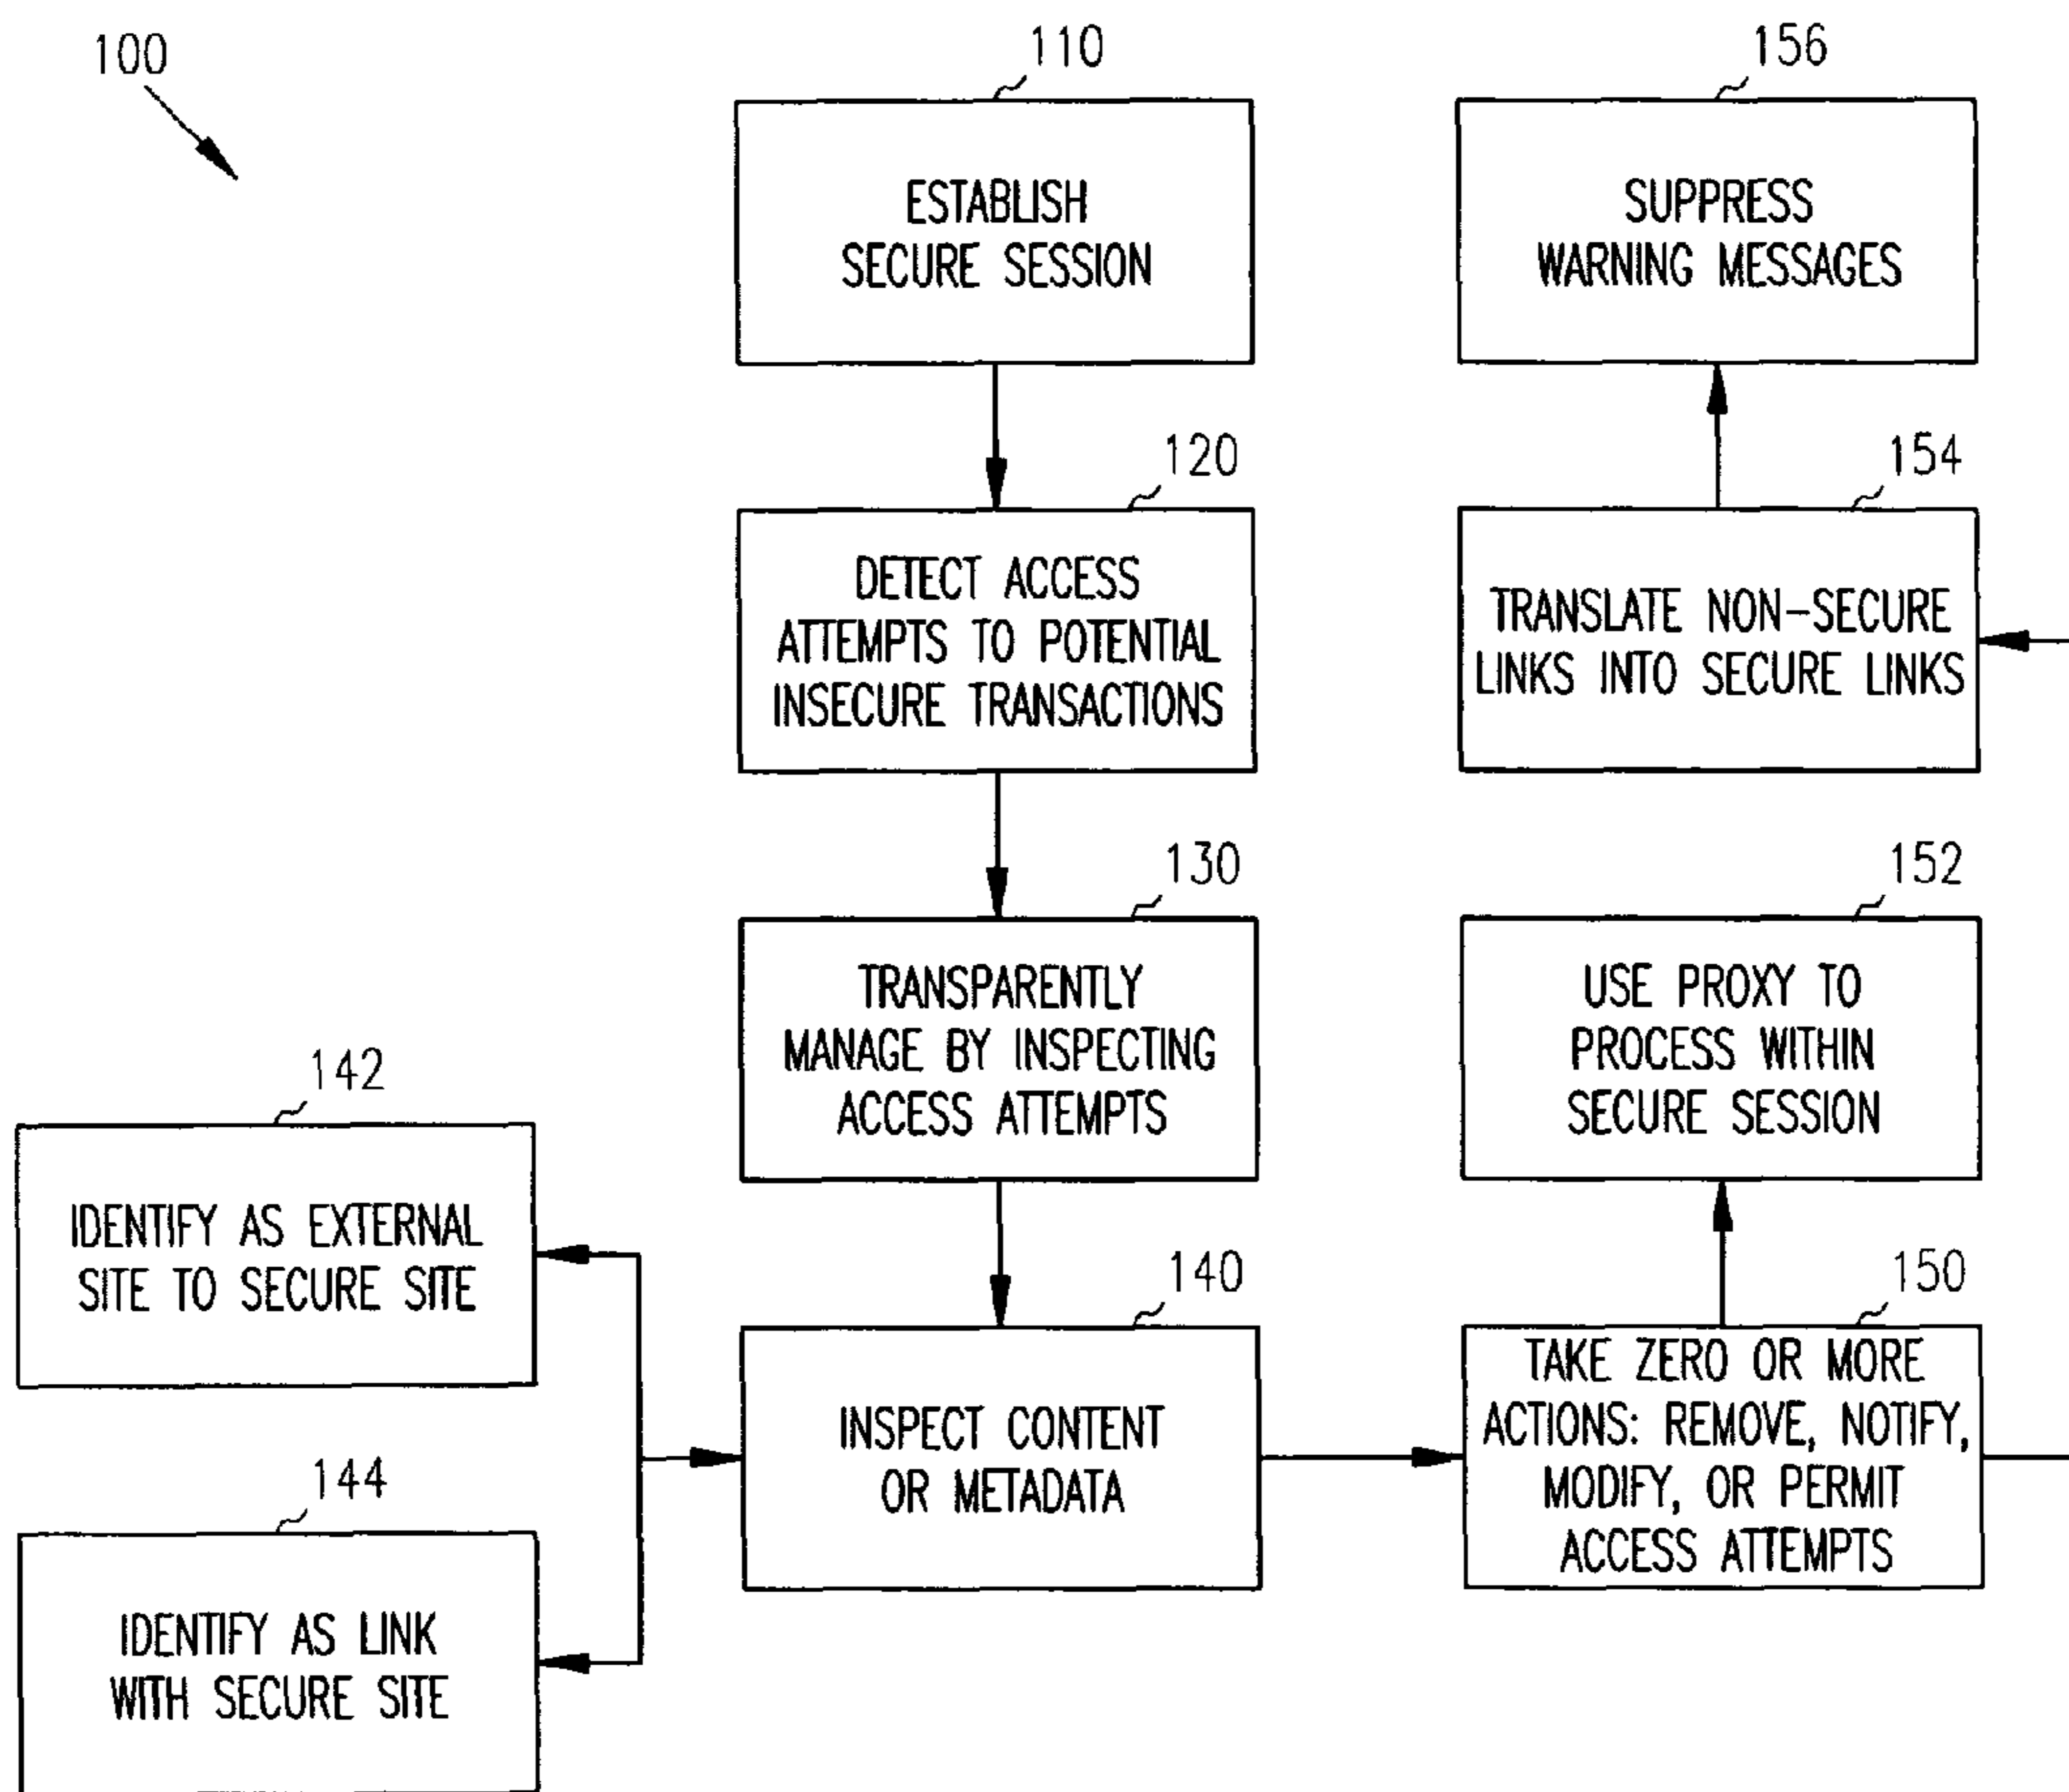 100
110
ESTABLISH
SECURE SESSION
120
DETECT ACCESS
ATTEMPTS TO POTENTIAL
INSECURE TRANSACTIONS
130
TRANSPARENTLY
MANAGE BY INSPECTING
ACCESS ATTEMPTS
142
IDENTIFY AS EXTERNAL
SITE TO SECURE SITE
144
IDENTIFY AS LINK
WITH SECURE SITE
140
INSPECT CONTENT
OR METADATA
150
TAKE ZERO OR MORE
ACTIONS: REMOVE, NOTIFY,
MODIFY, OR PERMIT
ACCESS ATTEMPTS
152
USE PROXY TO
PROCESS WITHIN
SECURE SESSION
154
TRANSLATE NON-SECURE
LINKS INTO SECURE LINKS
156
SUPPRESS
WARNING MESSAGES